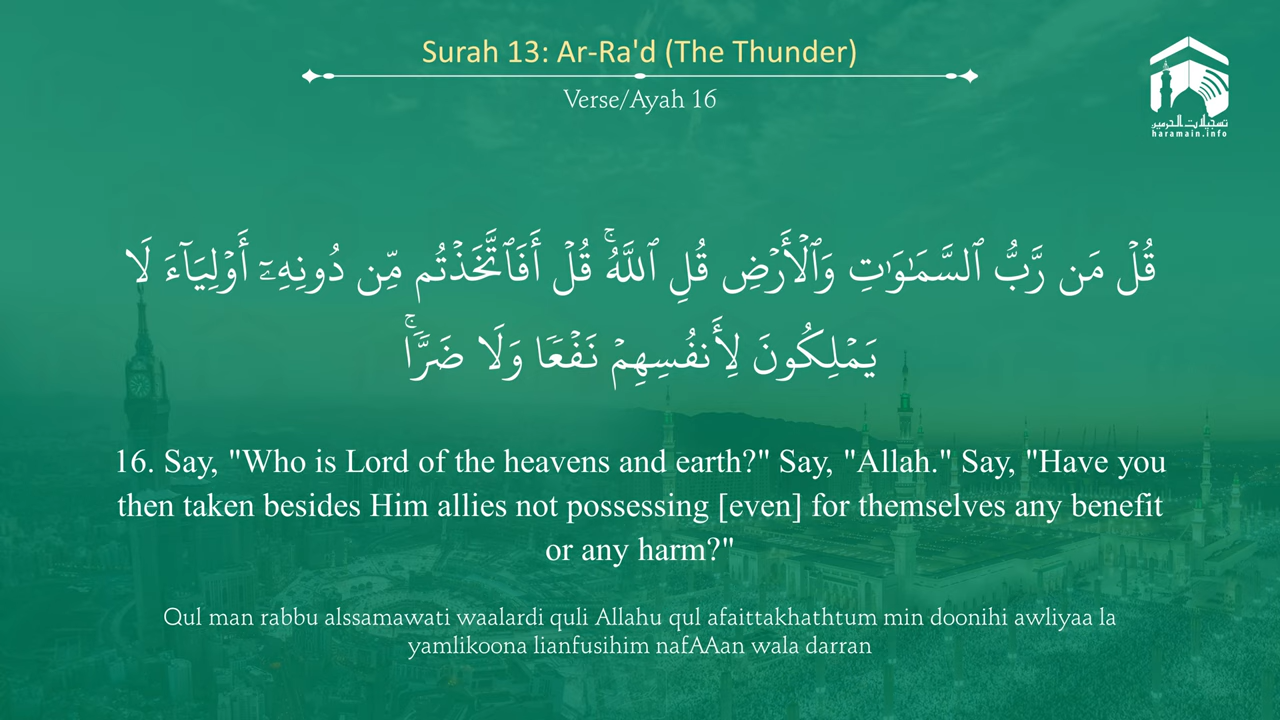 Surah 13: Ar-Ra'd (The Thunder)
Verse/Ayah 16
تسجيلات الحرمين
haramain.info
قُلْ مَن رَّبُّ ٱلسَّمَـٰوَٰتِ وَٱلْأَرْضِ قُلِ ٱللَّهُ ۚ قُلْ أَفَٱتَّخَذْتُم مِّن دُونِهِۦٓ أَوْلِيَآءَ لَا
يَمْلِكُونَ لِأَنفُسِهِمْ نَفْعًا وَلَا ضَرًّا ۚ
16. Say, "Who is Lord of the heavens and earth?" Say, "Allah." Say, "Have you
then taken besides Him allies not possessing [even] for themselves any benefit
or any harm?"
Qul man rabbu alssamawati waalardi quli Allahu qul afaittakhathtum min doonihi awliyaa la
yamlikoona lianfusihim nafAAan wala darran